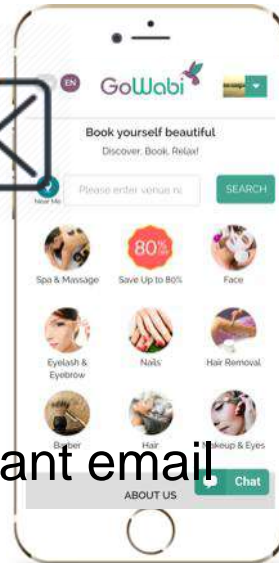 EN
GoWabi
Book yourself beautiful
Discover, Book, Relax!
Near Me
Please enter venue na
SEARCH
80%
Spa & Massage
Save Up to 80%
Face
Eyelash &
Eyebrow
Nails
Hair Removal
Barber
Hair
Makeup & Eyes
ant email
Chat
ABOUT US